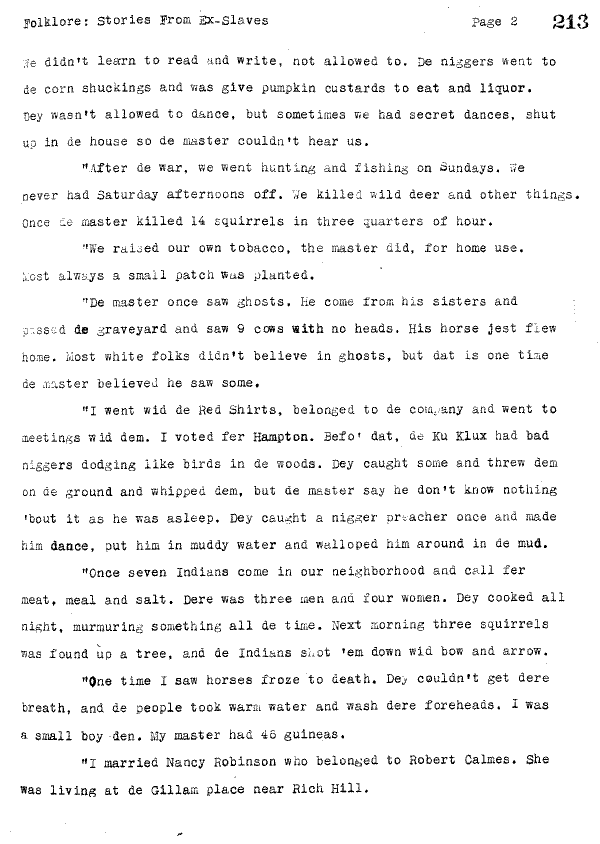 Folklore: Stories From Ex-Slaves Page 2 213
We didn't learn to read and write, not allowed to. De niggers went to
de corn shuckings and was give pumpkin custards to eat and liquor.
Dey wasn't allowed to dance, but sometimes we had secret dances, shut
up in de house so de master couldn't hear us.
"After de war, we went hunting and fishing on Sundays. We
never had Saturday afternoons off. We killed wild deer and other things.
Once de master killed 14 squirrels in three quarters of hour.
"We raised our own tobacco, the master did, for home use.
Most always a small patch was planted.
"De master once saw ghosts. He come from his sisters and
passed de graveyard and saw 9 cows with no heads. His horse jest flew
home. Most white folks didn't believe in ghosts, but dat is one time
de master believed he saw some.
"I went wid de Red Shirts, belonged to de company and went to
meetings wid dem. I voted fer Hampton. Befo' dat, de Ku Klux had bad
niggers dodging like birds in de woods. Dey caught some and threw dem
on de ground and whipped dem, but de master say he don't know nothing
'bout it as he was asleep. Dey caught a nigger preacher once and made
him dance, put him in muddy water and walloped him around in de mud.
"Once seven Indians come in our neighborhood and call fer
meat, meal and salt. Dere was three men and four women. Dey cooked all
night, murmuring something all de time. Next morning three squirrels
was found up a tree, and de Indians shot 'em down wid bow and arrow.
"One time I saw horses froze to death. Dey couldn't get dere
breath, and de people took warm water and wash dere foreheads. I was
a small boy den. My master had 45 guineas.
"I married Nancy Robinson who belonged to Robert Calmes. She
was living at de Gillam place near Rich Hill.